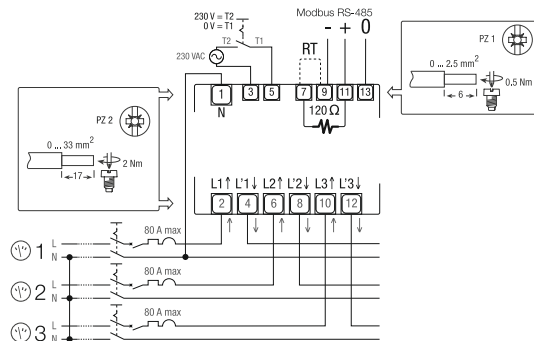 230 V = T2
0 V = T1
T2 T1
230 VAC
Modbus RS-485
RT - + 0
1 3 5 7 9 11 13
N
120 Ω
PZ 1
0 ... 2.5 mm²
6
0.5 Nm
PZ 2
0 ... 33 mm²
2 Nm
17
L1↑ L'1↓ L2↑ L'2↓ L3↑ L'3↓
2 4 6 8 10 12
↑ ↓ ↑ ↓ ↑ ↓
80 A max
1 L
N
80 A max
2 L
N
80 A max
3 L
N